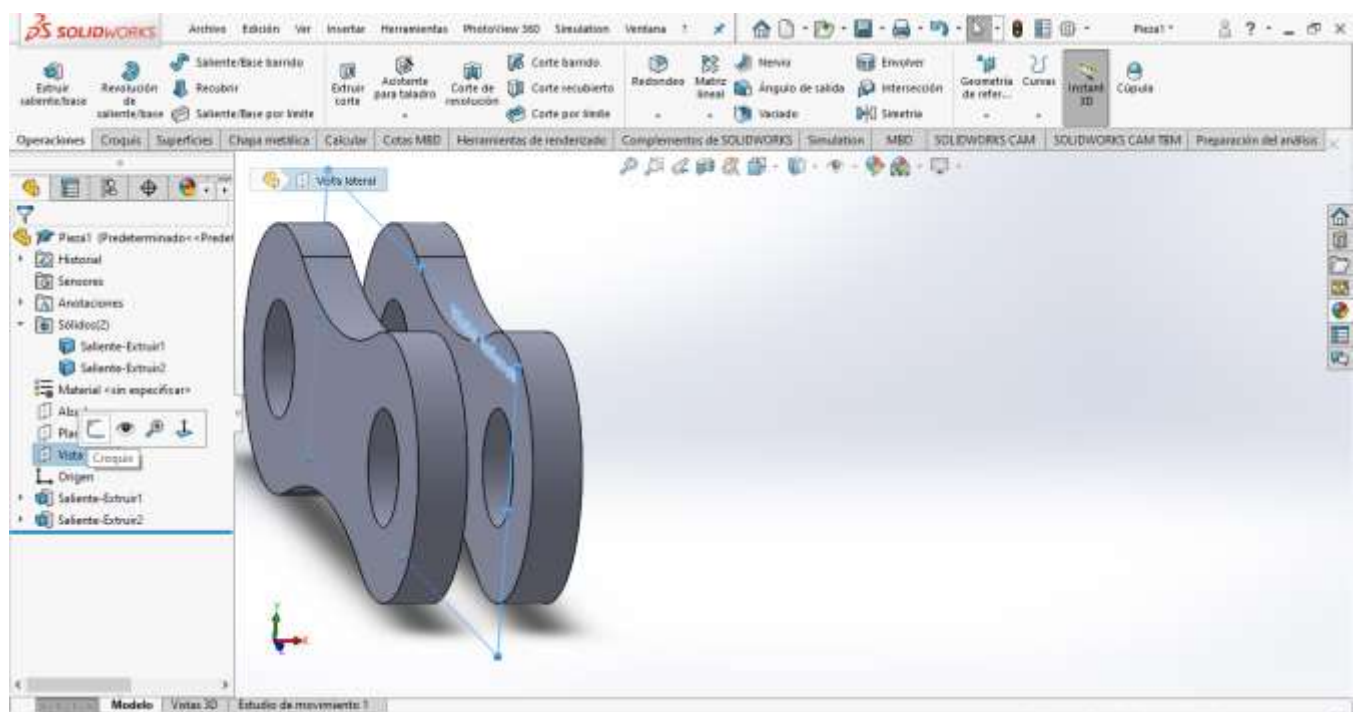 SOLIDWORKS Archivo Edición Ver Insertar Herramientas PhotoView 360 Simulation Ventana ? Pieza1 *
Extruir saliente/base
Revolución de saliente/base
Saliente/Base barrido
Recubrir
Saliente/Base por límite
Extruir corte
Asistente para taladro
Corte de revolución
Corte barrido
Corte recubierto
Corte por límite
Redondeo
Matriz lineal
Nervio
Ángulo de salida
Vaciado
Envolver
Intersección
Simetría
Geometría de refer...
Curvas
Instant 3D
Cúpula
Operaciones Croquis Superficies Chapa metálica Calcular Cotas MBD Herramientas de renderizado Complementos de SOLIDWORKS Simulation MBD SOLIDWORKS CAM SOLIDWORKS CAM TBM Preparación del análisis
Vista lateral
Pieza1 (Predeterminado<<Predet
Historial
Sensores
Anotaciones
Sólidos(2)
Saliente-Extruir1
Saliente-Extruir2
Material <sin especificar>
Vista
Croquis
Origen
Saliente-Extruir1
Saliente-Extruir2
Y
X
Modelo Vistas 3D Estudio de movimiento 1